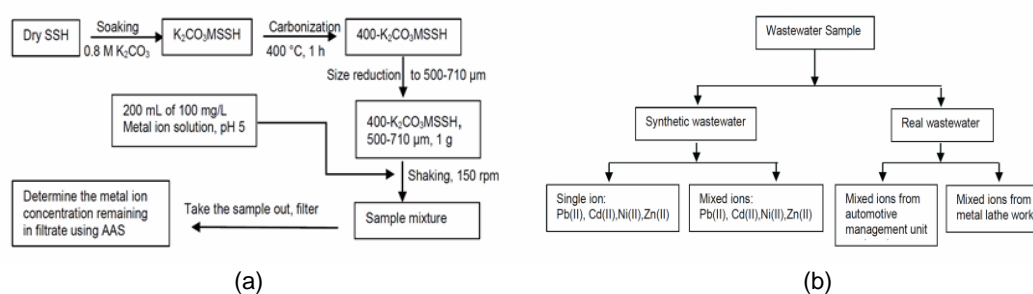 Dry SSH
Soaking
0.8 M K₂CO₃
K₂CO₃MSSH
Carbonization
400 °C, 1 h
400-K₂CO₃MSSH
Size reduction to 500-710 µm
200 mL of 100 mg/L
Metal ion solution, pH 5
400-K₂CO₃MSSH,
500-710 µm, 1 g
Shaking, 150 rpm
Determine the metal ion
concentration remaining
in filtrate using AAS
Take the sample out, filter
Sample mixture
(a)
Wastewater Sample
Synthetic wastewater
Real wastewater
Single ion:
Pb(II), Cd(II),Ni(II),Zn(II)
Mixed ions:
Pb(II), Cd(II),Ni(II),Zn(II)
Mixed ions from
automotive
management unit
Mixed ions from
metal lathe work
(b)